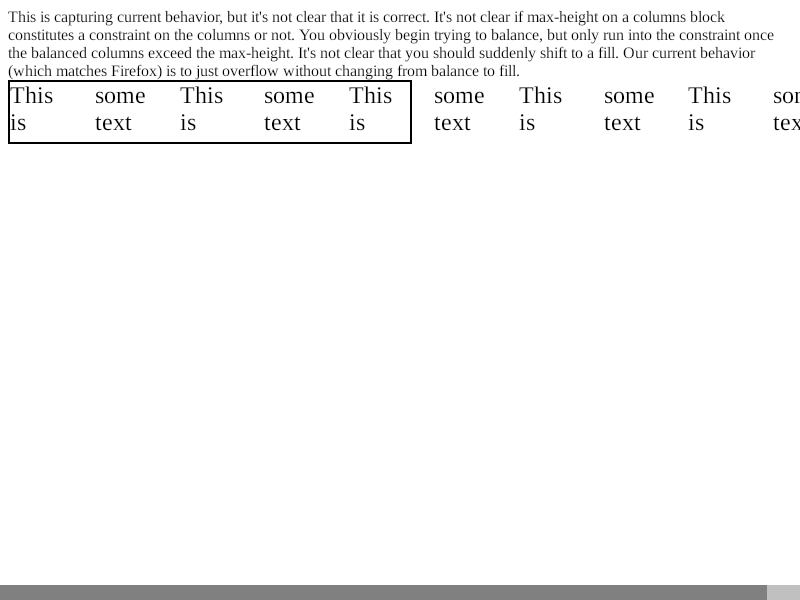 This is capturing current behavior, but it's not clear that it is correct. It's not clear if max-height on a columns block
constitutes a constraint on the columns or not. You obviously begin trying to balance, but only run into the constraint once
the balanced columns exceed the max-height. It's not clear that you should suddenly shift to a fill. Our current behavior
(which matches Firefox) is to just overflow without changing from balance to fill.
This some This some This some This some This
is text is text is text is text is